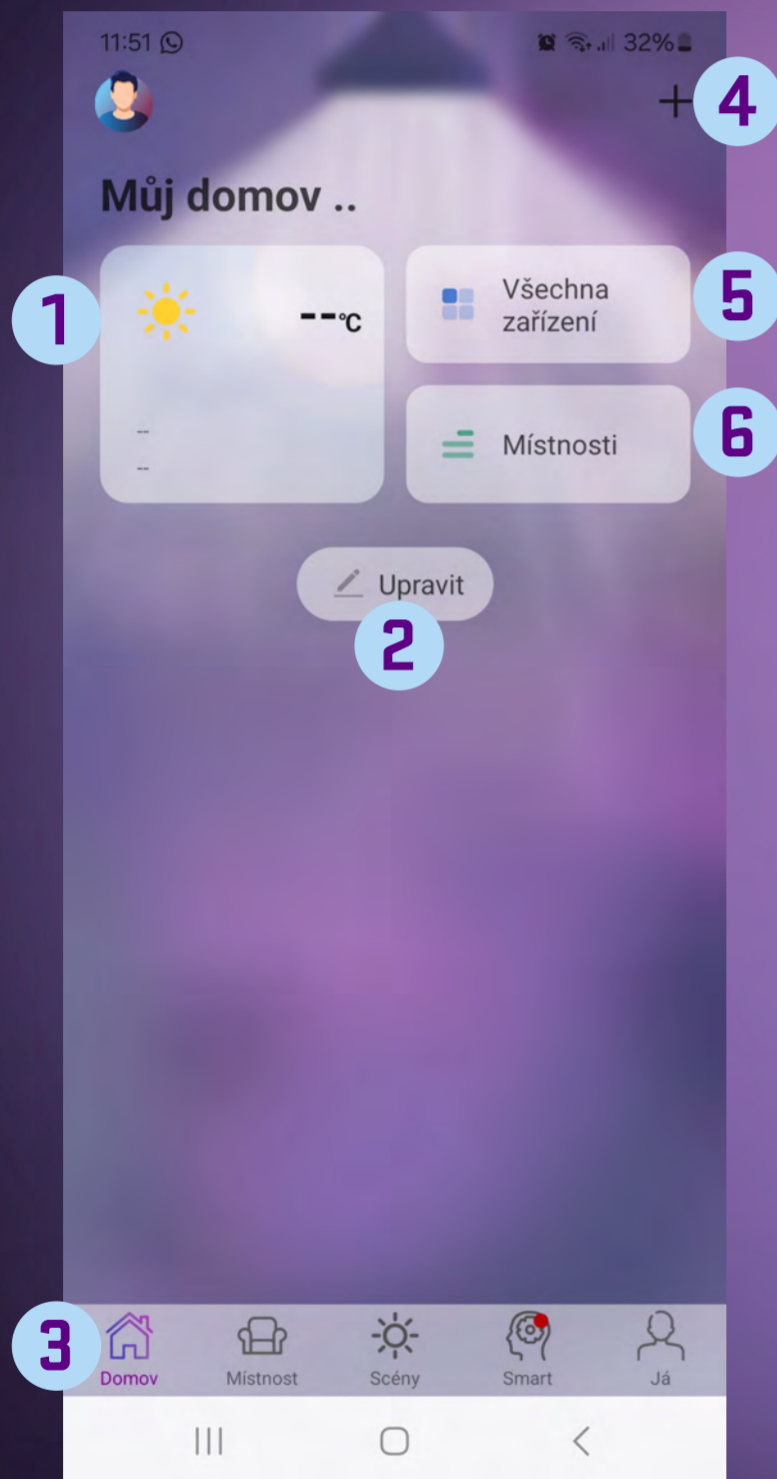 11:51
32%
4
Můj domov ..
1
--°C
--
--
Všechna
zařízení
5
Místnosti
6
Upravit
2
3
Domov
Místnost
Scény
Smart
Já